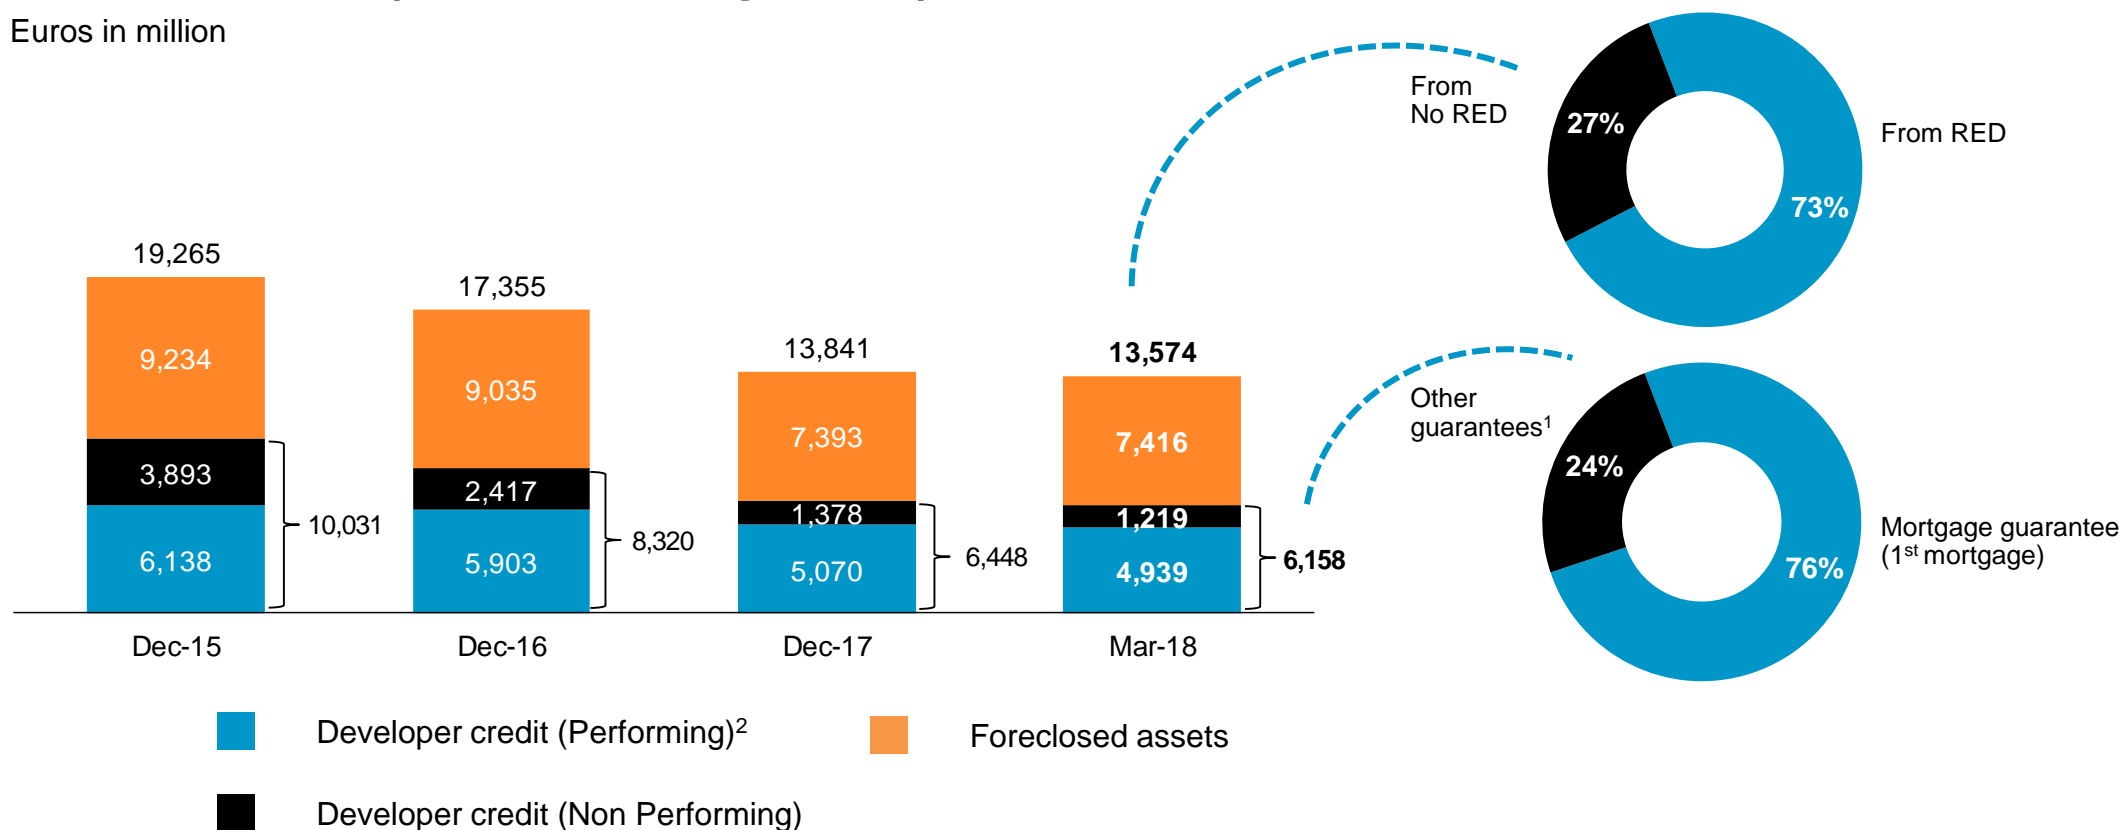 Euros in million
19,265
9,234
3,893
6,138
10,031
Dec-15
17,355
9,035
2,417
5,903
8,320
Dec-16
13,841
7,393
1,378
5,070
6,448
Dec-17
13,574
7,416
1,219
4,939
6,158
Mar-18
From
No RED
27%
73%
From RED
Other
guarantees¹
24%
76%
Mortgage guarantee
(1st mortgage)
Developer credit (Performing)²
Foreclosed assets
Developer credit (Non Performing)